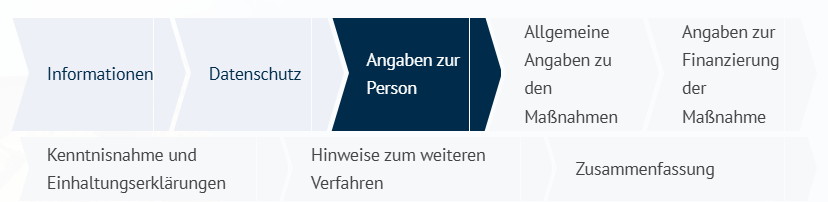 Informationen
Datenschutz
Angaben zur
Person
Allgemeine
Angaben zu
den
Maßnahmen
Angaben zur
Finanzierung
der
Maßnahme
Kenntnisnahme und
Einhaltungserklärungen
Hinweise zum weiteren
Verfahren
Zusammenfassung